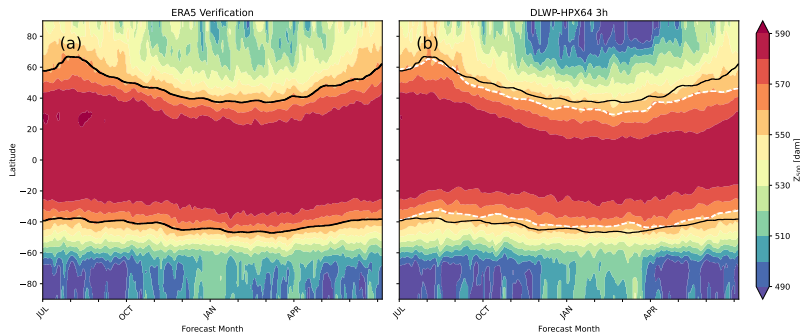 ERA5 Verification
DLWP-HPX64 3h
(a)
(b)
80
60
40
20
0
−20
−40
−60
−80
Latitude
JUL
OCT
JAN
APR
Forecast Month
JUL
OCT
JAN
APR
Forecast Month
590
570
550
530
510
500
490
Z500 [dam]